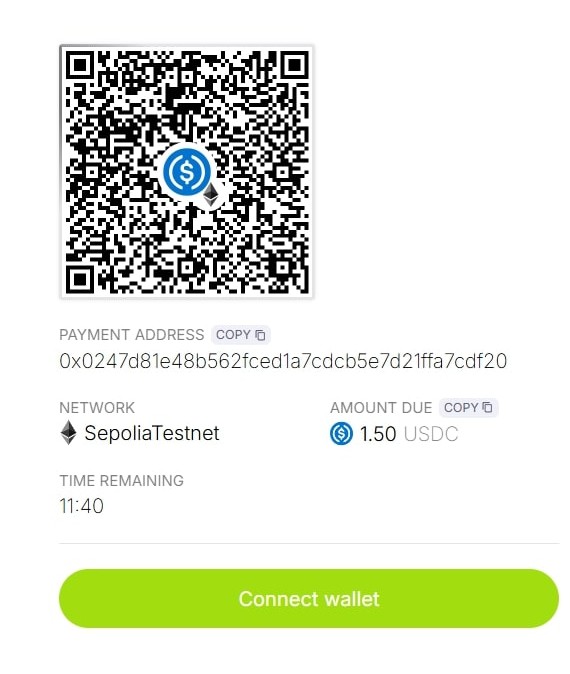 PAYMENT ADDRESS COPY
0x0247d81e48b562fced1a7cdcb5e7d21ffa7cdf20
NETWORK
SepoliaTestnet
AMOUNT DUE COPY
1.50 USDC
TIME REMAINING
11:40
Connect wallet